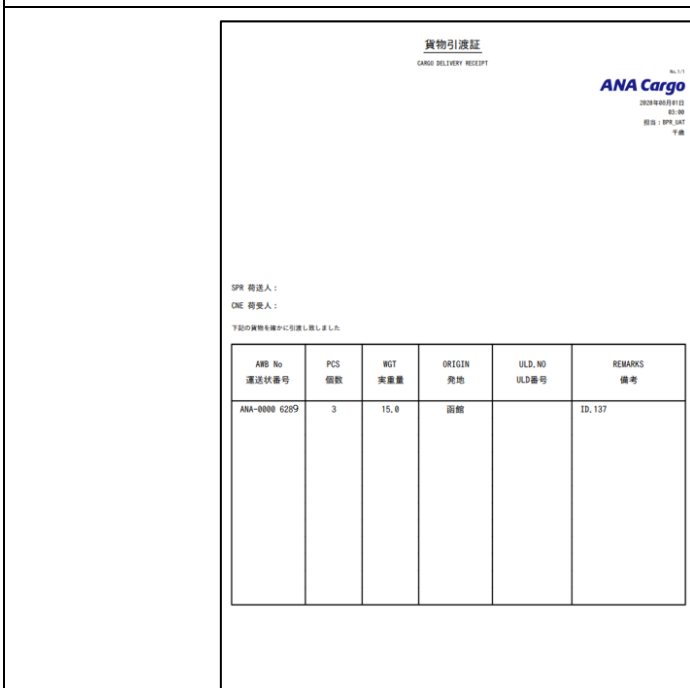 貨物引渡証
CARGO DELIVERY RECEIPT
No.1/1
ANA Cargo
2020年08月01日
03:00
担当：BPR_UAT
千歳
SPR 荷送人：
CNE 荷受人：
下記の貨物を確かに引渡し致しました
AWB No PCS WGT ORIGIN ULD.NO REMARKS
運送状番号 個数 実重量 発地 ULD番号 備考
ANA-0000 6289 3 15.0 函館 ID.137